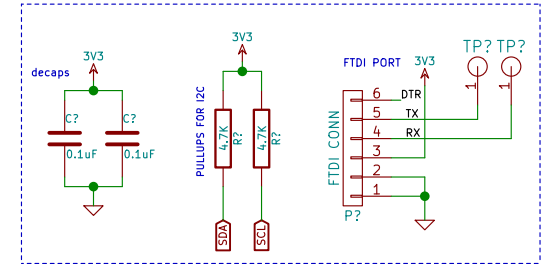 decaps
3V3
C?
0.1uF
C?
0.1uF
3V3
PULLUPS FOR I2C
4.7K
R?
4.7K
R?
SDA
SCL
FTDI PORT
3V3
TP?
TP?
1
1
FTDI CONN
6
DTR
5
TX
4
RX
3
2
1
P?